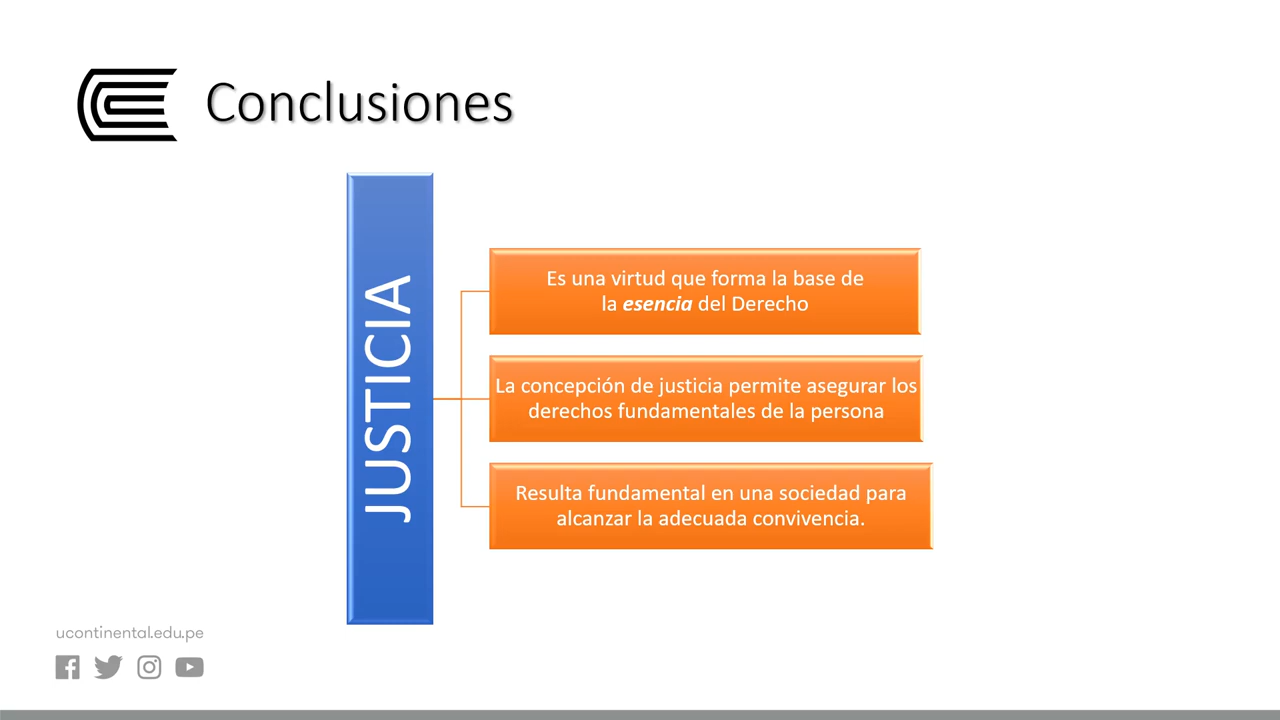 Conclusiones
JUSTICIA
Es una virtud que forma la base de
la esencia del Derecho
La concepción de justicia permite asegurar los
derechos fundamentales de la persona
Resulta fundamental en una sociedad para
alcanzar la adecuada convivencia.
ucontinental.edu.pe